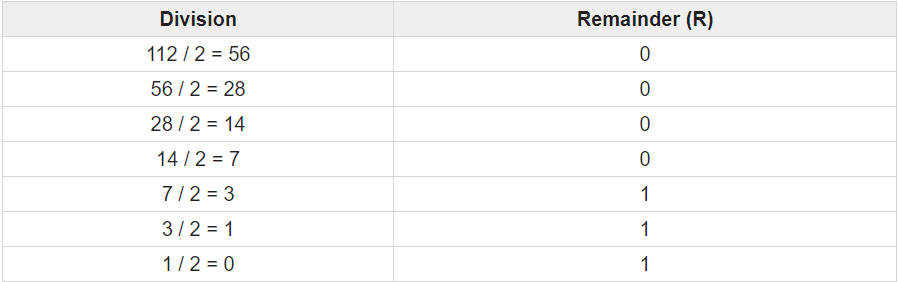 Division Remainder (R)
112 / 2 = 56 0
56 / 2 = 28 0
28 / 2 = 14 0
14 / 2 = 7 0
7 / 2 = 3 1
3 / 2 = 1 1
1 / 2 = 0 1